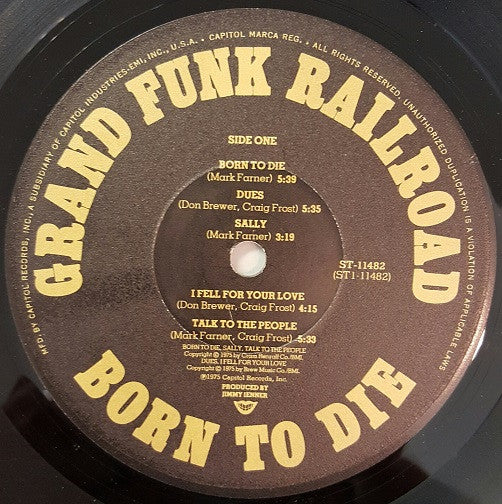 MFD. BY CAPITOL RECORDS, INC., A SUBSIDIARY OF CAPITOL INDUSTRIES-EMI, INC., U.S.A. • CAPITOL MARCA REG. • ALL RIGHTS RESERVED. UNAUTHORIZED DUPLICATION IS A VIOLATION OF APPLICABLE LAWS
GRAND FUNK RAILROAD
SIDE ONE
BORN TO DIE
(Mark Farner) 5:39
DUES
(Don Brewer, Craig Frost) 5:35
SALLY
(Mark Farner) 3:19
ST-11482
(ST1-11482)
I FELL FOR YOUR LOVE
(Don Brewer, Craig Frost) 4:15
TALK TO THE PEOPLE
(Mark Farner, Craig Frost) 5:33
BORN TO DIE, SALLY, TALK TO THE PEOPLE
Copyright © 1975 by Cram Renraff Co./BMI.
DUES, I FELL FOR YOUR LOVE
Copyright © 1975 by Brew Music Co./BMI.
℗1975 Capitol Records, Inc.
PRODUCED BY
JIMMY IENNER
BORN TO DIE